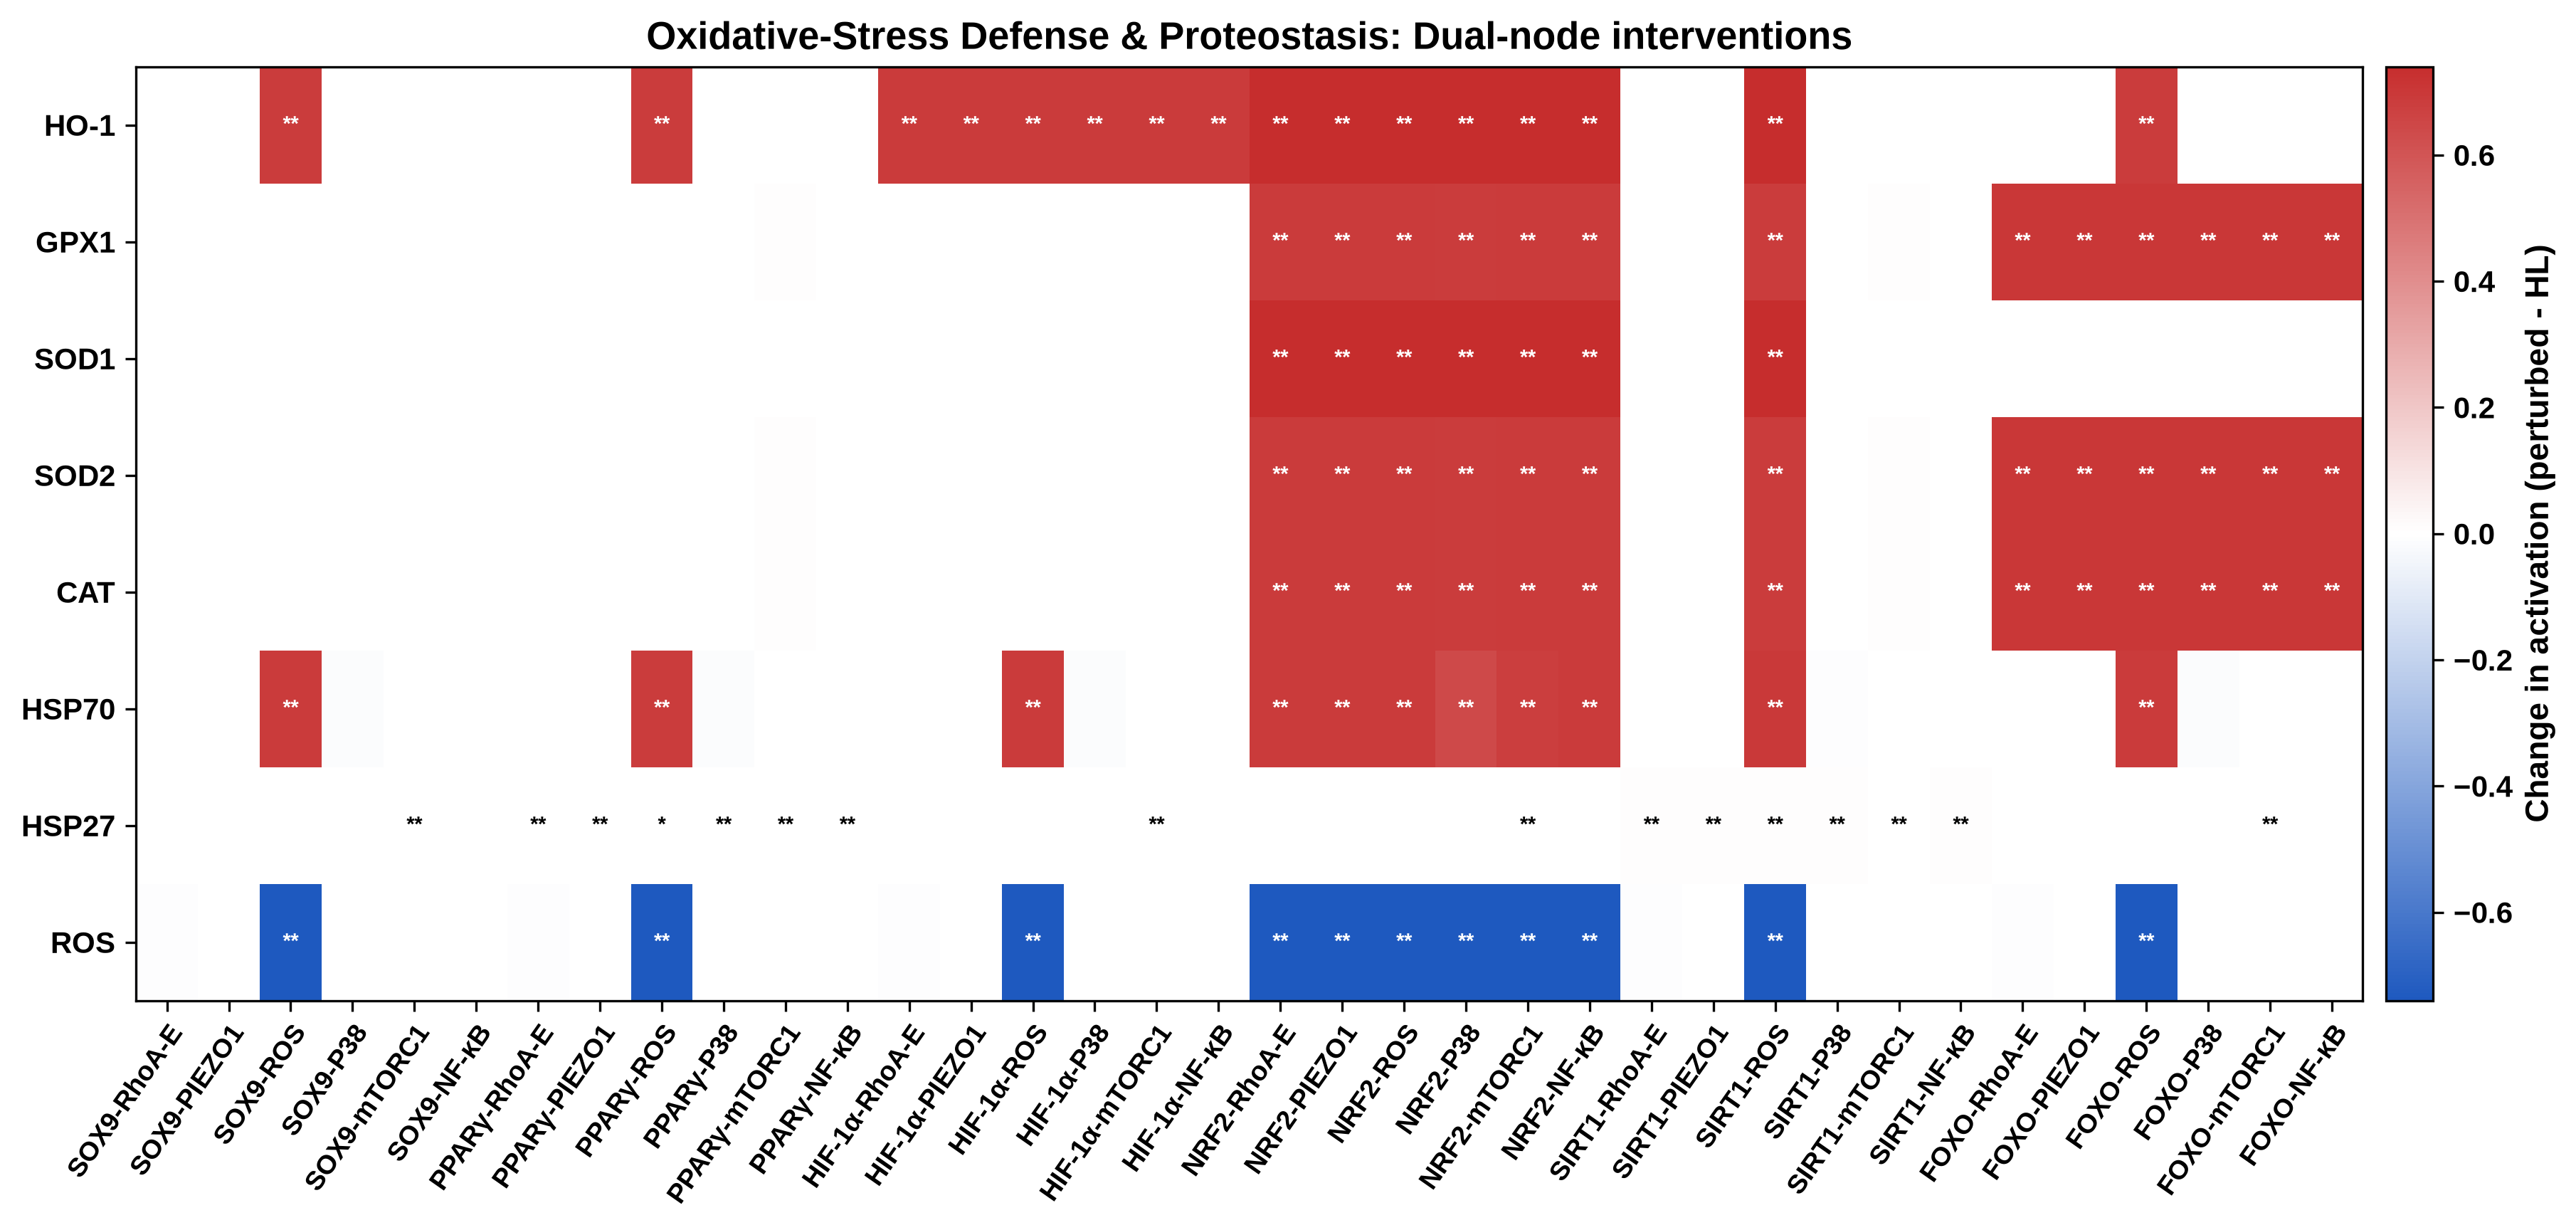 Oxidative-Stress Defense & Proteostasis: Dual-node interventions
HO-1
** ** ** ** ** ** ** ** ** ** ** ** ** ** ** **
GPX1
** ** ** ** ** ** ** ** ** ** ** ** **
SOD1
** ** ** ** ** ** **
SOD2
** ** ** ** ** ** ** ** ** ** ** ** **
CAT
** ** ** ** ** ** ** ** ** ** ** ** **
HSP70
** ** ** ** ** ** ** ** ** ** **
HSP27
** ** ** * ** ** ** ** ** ** ** ** ** ** ** **
ROS
** ** ** ** ** ** ** ** ** ** **
SOX9-RhoA-E
SOX9-PIEZO1
SOX9-ROS
SOX9-P38
SOX9-mTORC1
SOX9-NF-κB
PPARγ-RhoA-E
PPARγ-PIEZO1
PPARγ-ROS
PPARγ-P38
PPARγ-mTORC1
PPARγ-NF-κB
HIF-1α-RhoA-E
HIF-1α-PIEZO1
HIF-1α-ROS
HIF-1α-P38
HIF-1α-mTORC1
HIF-1α-NF-κB
NRF2-RhoA-E
NRF2-PIEZO1
NRF2-ROS
NRF2-P38
NRF2-mTORC1
NRF2-NF-κB
SIRT1-RhoA-E
SIRT1-PIEZO1
SIRT1-ROS
SIRT1-P38
SIRT1-mTORC1
SIRT1-NF-κB
FOXO-RhoA-E
FOXO-PIEZO1
FOXO-ROS
FOXO-P38
FOXO-mTORC1
FOXO-NF-κB
0.6
0.4
0.2
0.0
−0.2
−0.4
−0.6
Change in activation (perturbed - HL)